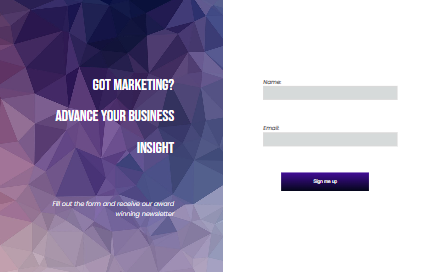 GOT MARKETING?
ADVANCE YOUR BUSINESS
INSIGHT
Fill out the form and receive our award
winning newsletter
Name:
Email:
Sign me up